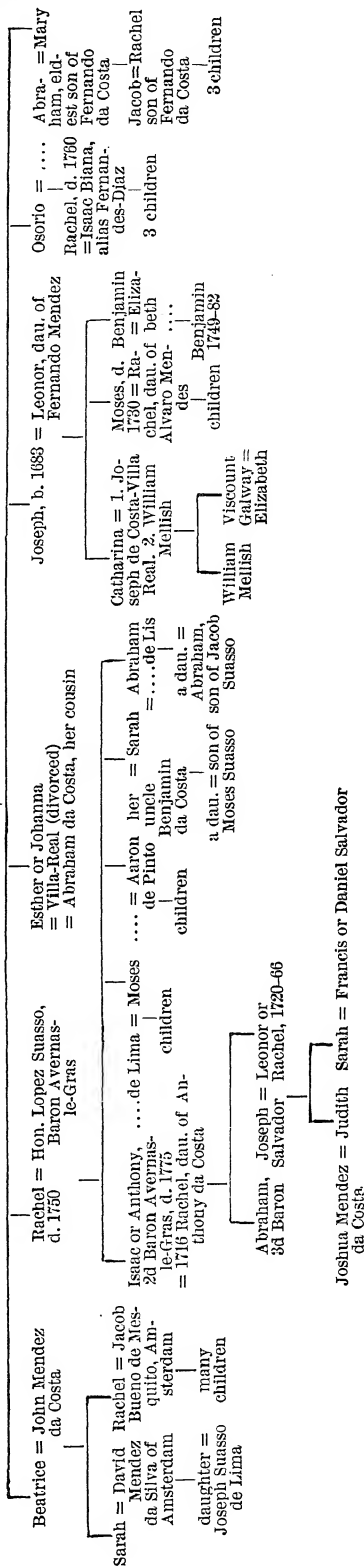 Beatrice = John Mendez
da Costa
Sarah = David
Mendez
da Silva of
Amsterdam
daughter =
Joseph Suasso
de Lima
Rachel = Jacob
Bueno de Mes-
quito, Am-
sterdam
many
children
Rachel = Hon. Lopez Suasso,
d. 1750 Baron Avernas-
le-Gras
Isaac or Anthony,
2d Baron Avernas-
le-Gras, d. 1775
= 1716 Rachel, dau. of An-
thony da Costa
Abraham,
3d Baron
Joseph = Leonor or
Salvador Rachel, 1720–66
Joshua Mendez = Judith
da Costa
Sarah = Francis or Daniel Salvador
....de Lima = Moses
children
.... = Aaron
de Pinto
children
her = Sarah
uncle
Benjamin
da Costa
a dau. = son of
Moses Suasso
Abraham
= ....de Lis
a dau. =
Abraham,
son of Jacob
Suasso
Esther or Johanna
= Villa-Real (divorced)
= Abraham da Costa, her cousin
Joseph, b. 1683 = Leonor, dau. of
Fernando Mendez
Catharina = 1. Jo-
seph de Costa-Villa
Real. 2. William
Mellish
William
Mellish
Viscount
Galway =
Elizabeth
Moses, d.
1730 = Ra-
chel, dau. of
Alvaro Men-
des
children
Benjamin
= Eliza-
beth
....
Benjamin
1749–82
Osorio = ....
Rachel, d. 1760
= Isaac Biana,
alias Fernan-
des-Diaz
3 children
Abra- = Mary
ham, eld-
est son of
Fernando
da Costa
Jacob = Rachel
son of
Fernando
da Costa
3 children